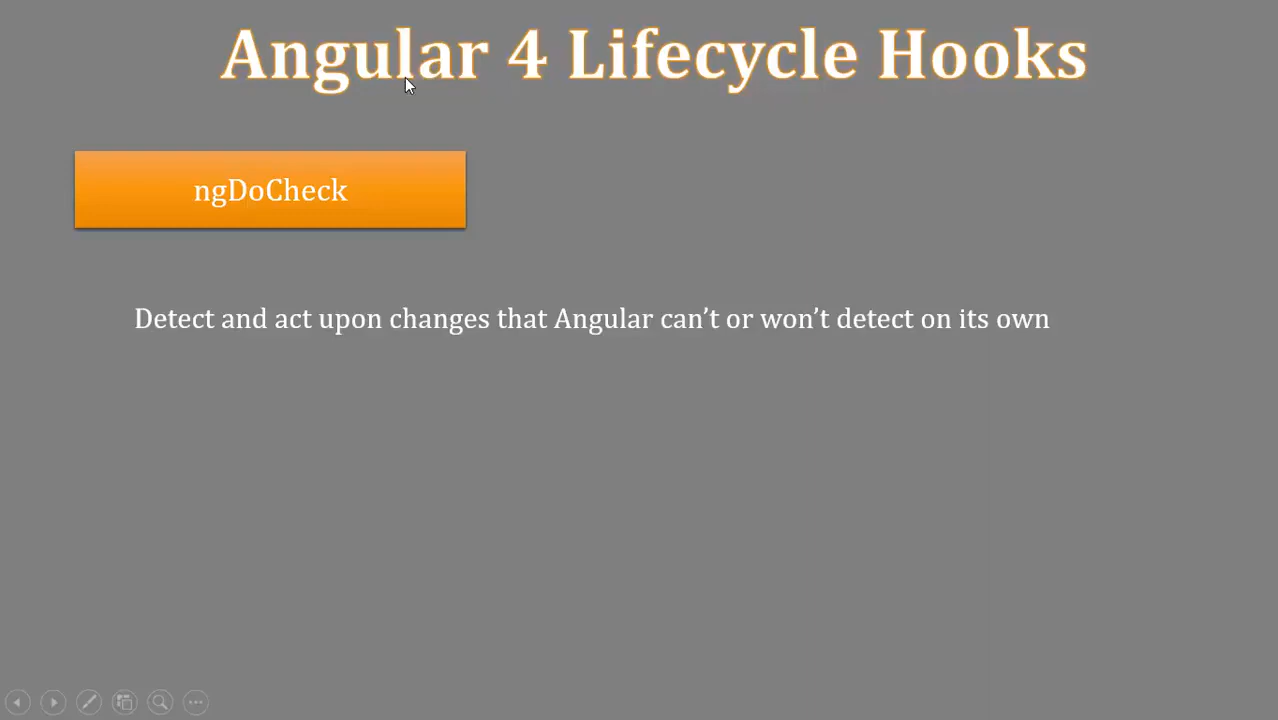 Angular 4 Lifecycle Hooks
ngDoCheck
Detect and act upon changes that Angular can’t or won’t detect on its own